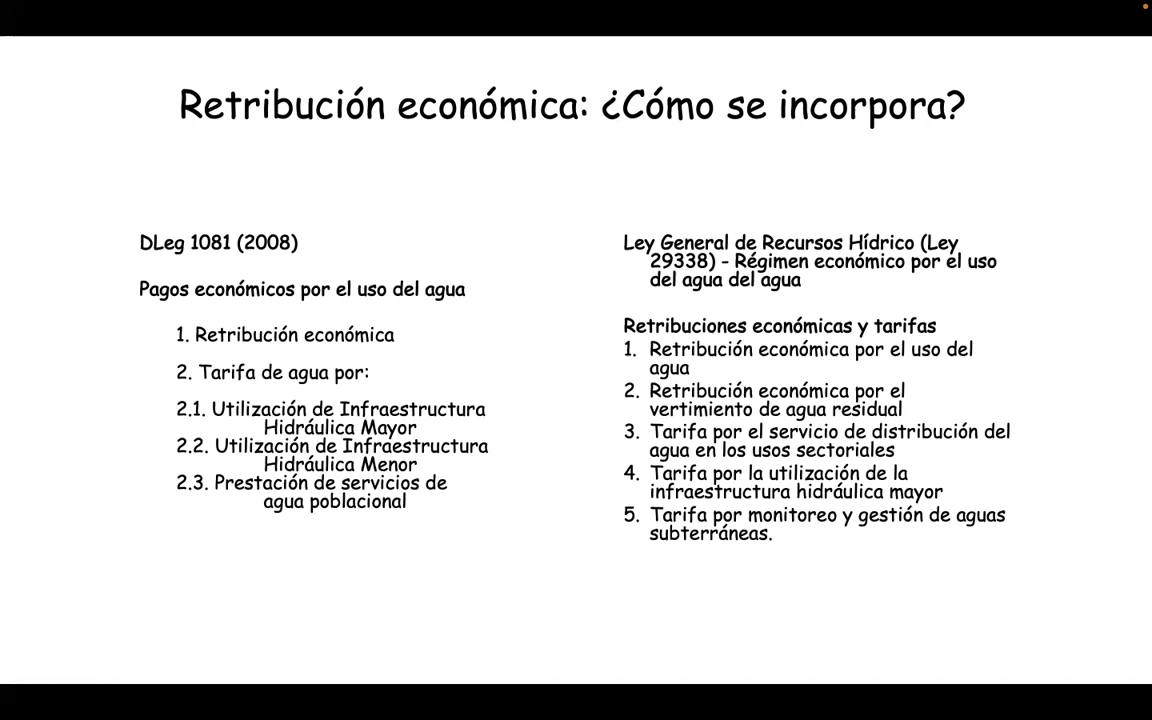 Retribución económica: ¿Cómo se incorpora?
DLeg 1081 (2008)
Pagos económicos por el uso del agua
1. Retribución económica
2. Tarifa de agua por:
2.1. Utilización de Infraestructura
Hidráulica Mayor
2.2. Utilización de Infraestructura
Hidráulica Menor
2.3. Prestación de servicios de
agua poblacional
Ley General de Recursos Hídrico (Ley
29338) - Régimen económico por el uso
del agua del agua
Retribuciones económicas y tarifas
1. Retribución económica por el uso del
agua
2. Retribución económica por el
vertimiento de agua residual
3. Tarifa por el servicio de distribución del
agua en los usos sectoriales
4. Tarifa por la utilización de la
infraestructura hidráulica mayor
5. Tarifa por monitoreo y gestión de aguas
subterráneas.